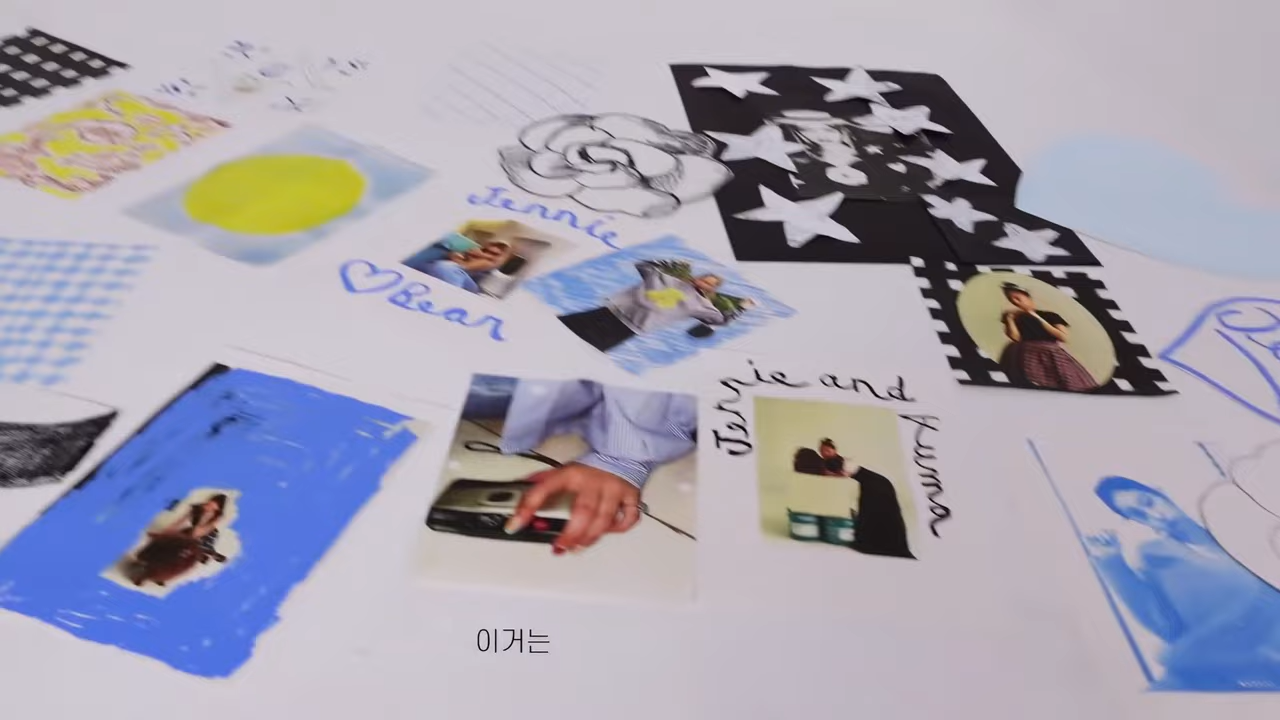 Jennie
♡Bear
Jennie and
Kuma
이거는